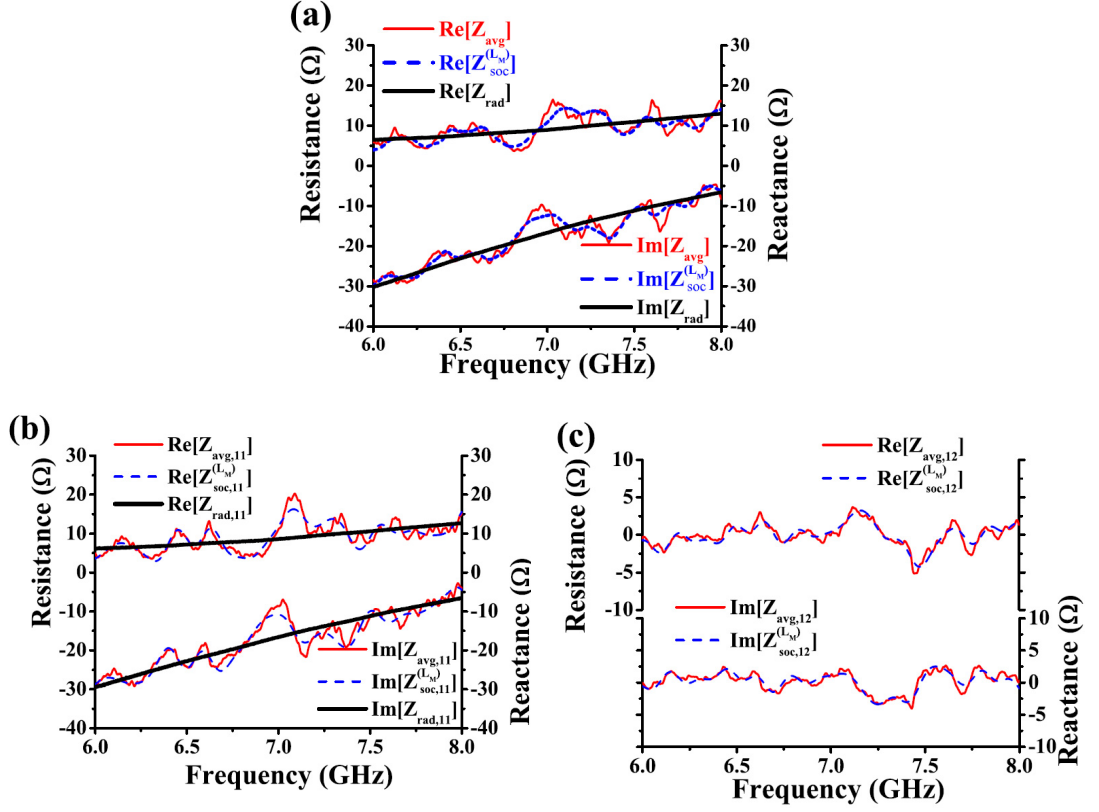 (a)
Re[Z_avg]
Re[Z_soc^(L_M)]
Re[Z_rad]
Resistance (Ω)
30
20
10
0
-10
-20
-30
-40
30
20
10
0
-10
-20
-30
-40
Reactance (Ω)
Im[Z_avg]
Im[Z_soc^(L_M)]
Im[Z_rad]
6.0 6.5 7.0 7.5 8.0
Frequency (GHz)
(b)
Re[Z_avg,11]
Re[Z_soc,11^(L_M)]
Re[Z_rad,11]
Resistance (Ω)
30
20
10
0
-10
-20
-30
-40
30
20
10
0
-10
-20
-30
-40
Reactance (Ω)
Im[Z_avg,11]
Im[Z_soc,11^(L_M)]
Im[Z_rad,11]
6.0 6.5 7.0 7.5 8.0
Frequency (GHz)
(c)
Re[Z_avg,12]
Re[Z_soc,12^(L_M)]
Resistance (Ω)
10
5
0
-5
-10
Im[Z_avg,12]
Im[Z_soc,12^(L_M)]
10
5
0
-5
-10
Reactance (Ω)
6.0 6.5 7.0 7.5 8.0
Frequency (GHz)